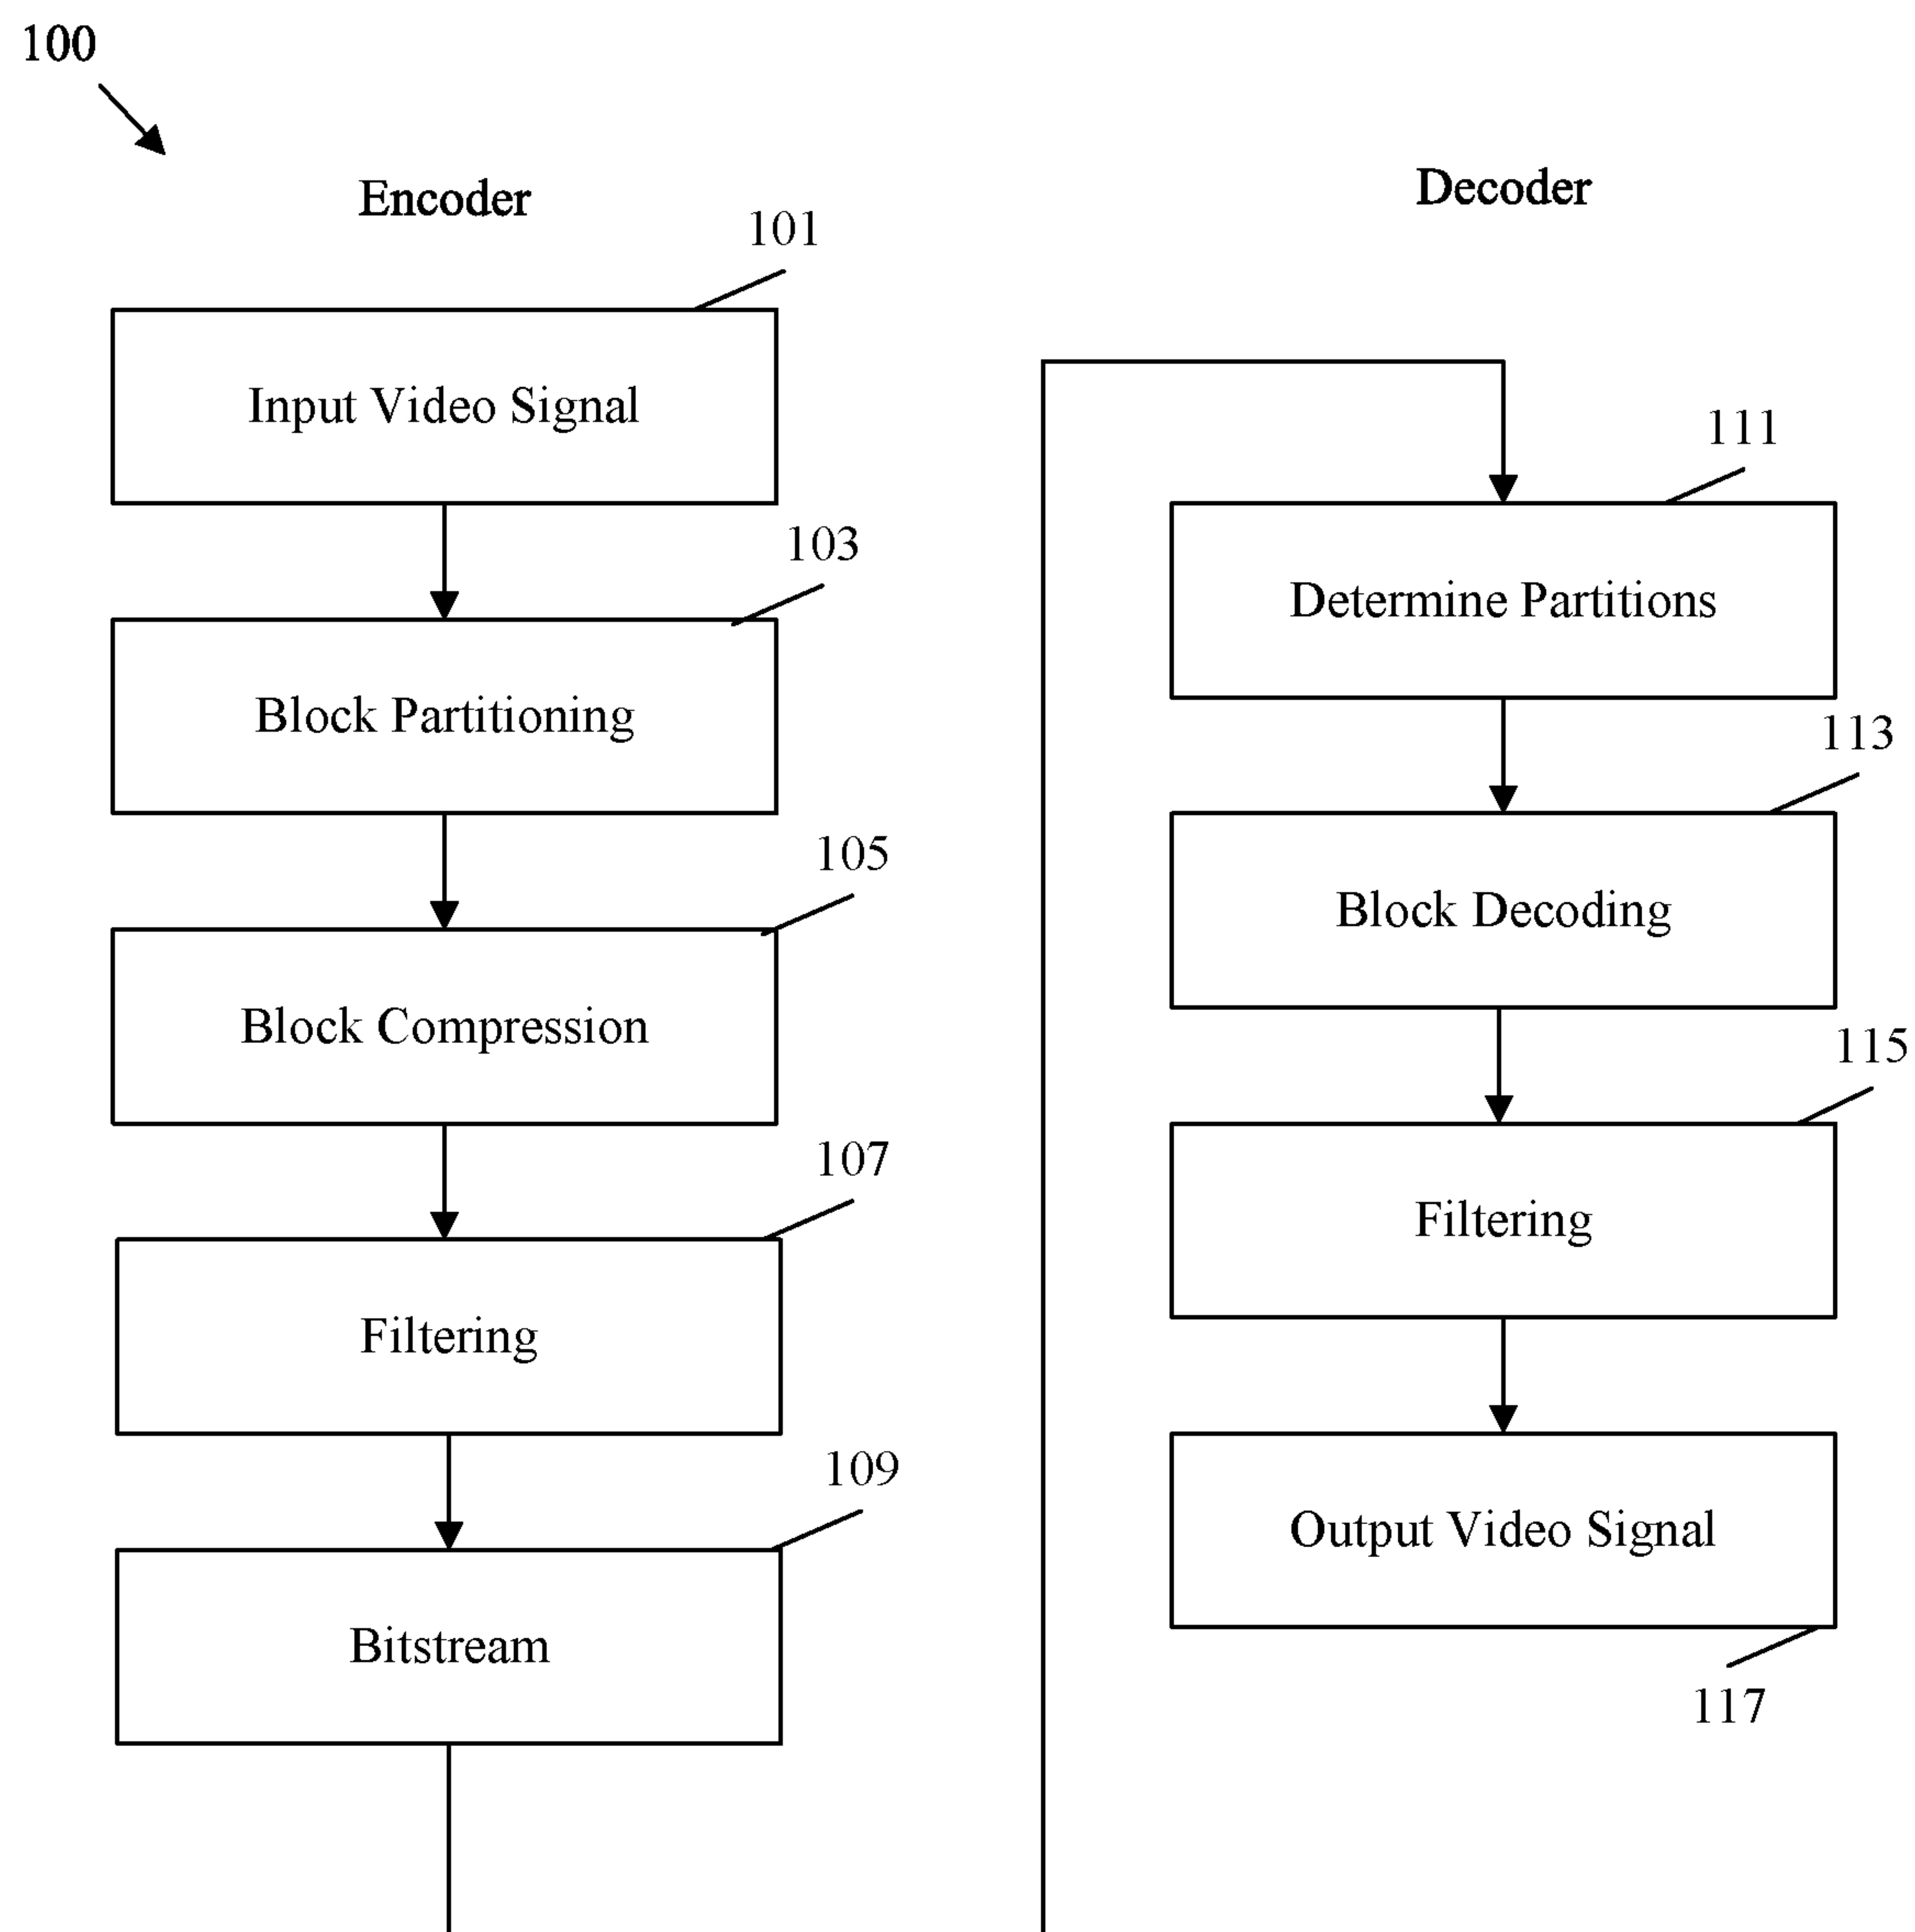 100
Encoder
101
Input Video Signal
103
Block Partitioning
105
Block Compression
107
Filtering
109
Bitstream
Decoder
111
Determine Partitions
113
Block Decoding
115
Filtering
Output Video Signal
117